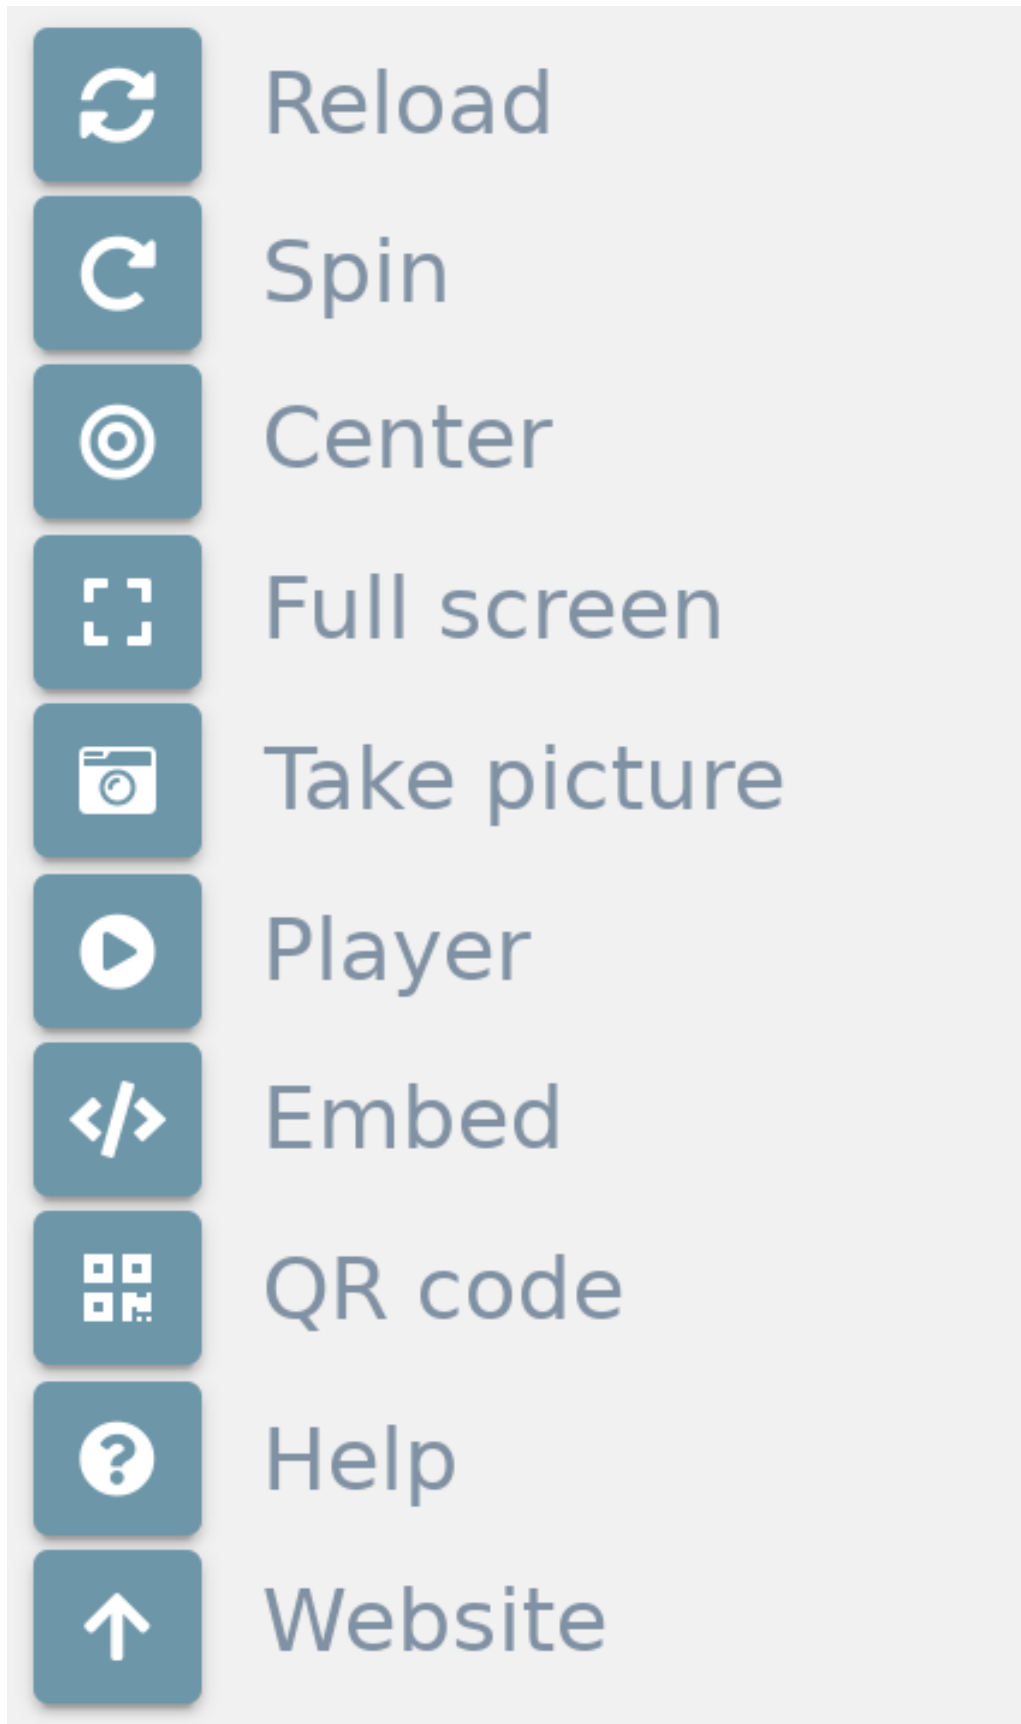 Reload
Spin
Center
Full screen
Take picture
Player
Embed
QR code
Help
Website